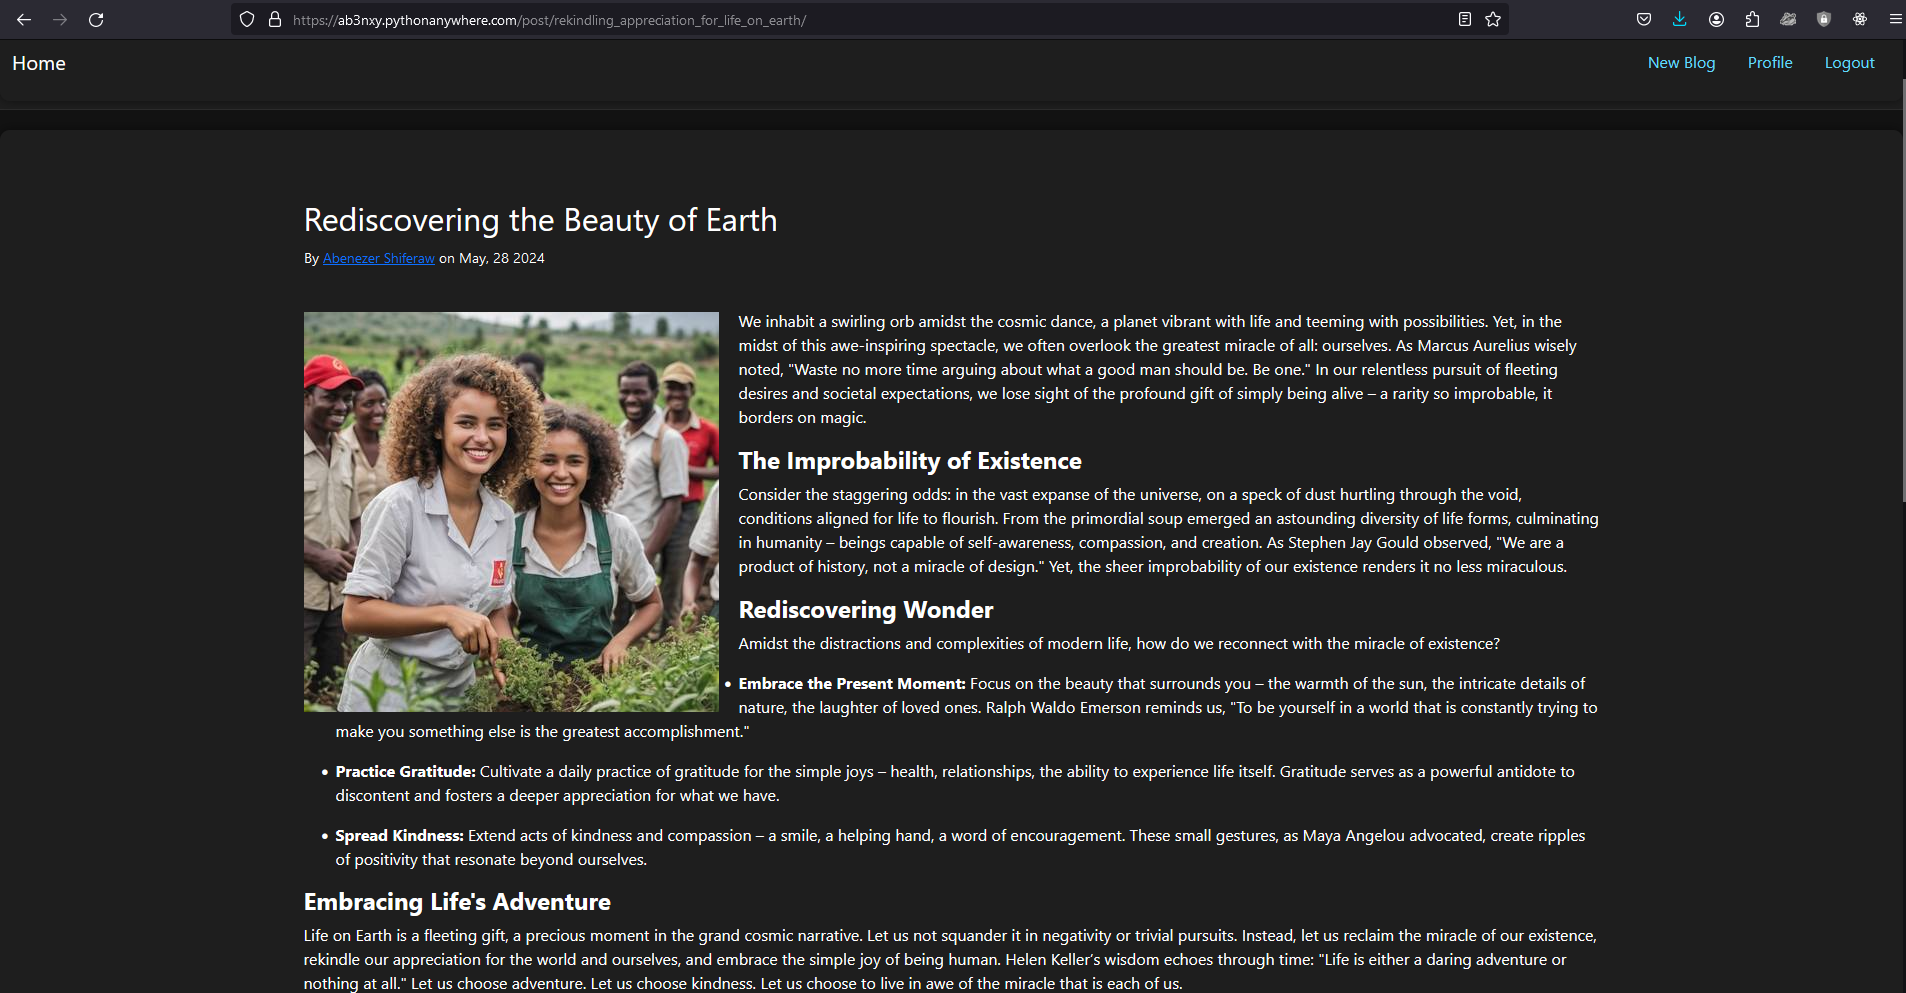 https://ab3nxy.pythonanywhere.com/post/rekindling_appreciation_for_life_on_earth/
Home
New Blog
Profile
Logout
Rediscovering the Beauty of Earth
By Abenezer Shiferaw on May, 28 2024
We inhabit a swirling orb amidst the cosmic dance, a planet vibrant with life and teeming with possibilities. Yet, in the
midst of this awe-inspiring spectacle, we often overlook the greatest miracle of all: ourselves. As Marcus Aurelius wisely
noted, "Waste no more time arguing about what a good man should be. Be one." In our relentless pursuit of fleeting
desires and societal expectations, we lose sight of the profound gift of simply being alive – a rarity so improbable, it
borders on magic.
The Improbability of Existence
Consider the staggering odds: in the vast expanse of the universe, on a speck of dust hurtling through the void,
conditions aligned for life to flourish. From the primordial soup emerged an astounding diversity of life forms, culminating
in humanity – beings capable of self-awareness, compassion, and creation. As Stephen Jay Gould observed, "We are a
product of history, not a miracle of design." Yet, the sheer improbability of our existence renders it no less miraculous.
Rediscovering Wonder
Amidst the distractions and complexities of modern life, how do we reconnect with the miracle of existence?
• Embrace the Present Moment: Focus on the beauty that surrounds you – the warmth of the sun, the intricate details of
nature, the laughter of loved ones. Ralph Waldo Emerson reminds us, "To be yourself in a world that is constantly trying to
make you something else is the greatest accomplishment."
• Practice Gratitude: Cultivate a daily practice of gratitude for the simple joys – health, relationships, the ability to experience life itself. Gratitude serves as a powerful antidote to
discontent and fosters a deeper appreciation for what we have.
• Spread Kindness: Extend acts of kindness and compassion – a smile, a helping hand, a word of encouragement. These small gestures, as Maya Angelou advocated, create ripples
of positivity that resonate beyond ourselves.
Embracing Life's Adventure
Life on Earth is a fleeting gift, a precious moment in the grand cosmic narrative. Let us not squander it in negativity or trivial pursuits. Instead, let us reclaim the miracle of our existence,
rekindle our appreciation for the world and ourselves, and embrace the simple joy of being human. Helen Keller's wisdom echoes through time: "Life is either a daring adventure or
nothing at all." Let us choose adventure. Let us choose kindness. Let us choose to live in awe of the miracle that is each of us.